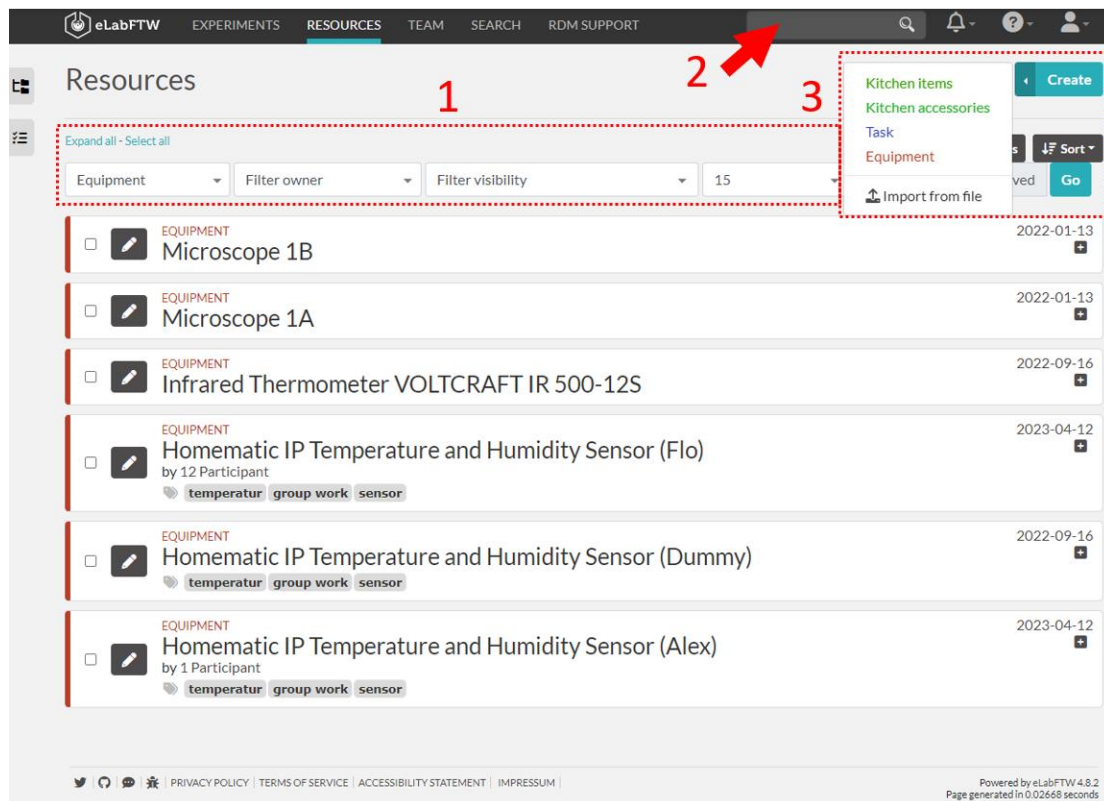 eLabFTW EXPERIMENTS RESOURCES TEAM SEARCH RDM SUPPORT
2
Resources
1
3
Kitchen items
Kitchen accessories
Task
Equipment
Import from file
Create
Expand all - Select all
s Sort
Equipment Filter owner Filter visibility 15 ved Go
EQUIPMENT 2022-01-13
Microscope 1B
EQUIPMENT 2022-01-13
Microscope 1A
EQUIPMENT 2022-09-16
Infrared Thermometer VOLTCRAFT IR 500-12S
EQUIPMENT 2023-04-12
Homematic IP Temperature and Humidity Sensor (Flo)
by 12 Participant
temperatur group work sensor
EQUIPMENT 2022-09-16
Homematic IP Temperature and Humidity Sensor (Dummy)
temperatur group work sensor
EQUIPMENT 2023-04-12
Homematic IP Temperature and Humidity Sensor (Alex)
by 1 Participant
temperatur group work sensor
PRIVACY POLICY TERMS OF SERVICE ACCESSIBILITY STATEMENT IMPRESSUM
Powered by eLabFTW 4.8.2
Page generated in 0.02668 seconds